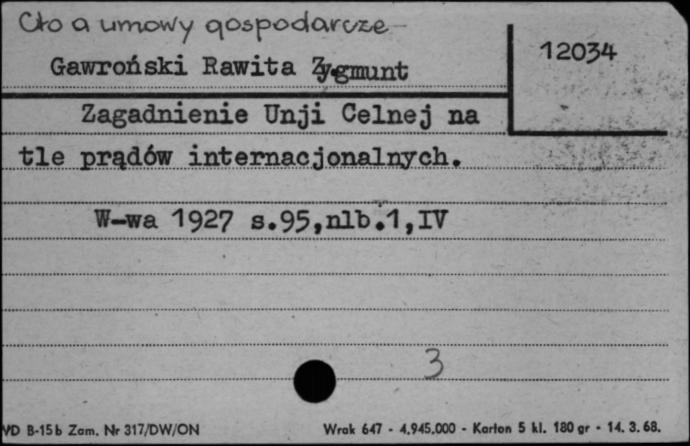 Cło a umowy gospodarcze
12034
Gawroński Rawita Zygmunt
Zagadnienie Unji Celnej na
tle prądów internacjonalnych.
W-wa 1927 s.95,nlb.1,IV
3
VD B-15b Zam. Nr 317/DW/ON
Wrak 647 - 4.945.000 - Karton 5 kl. 180 gr - 14. 3. 68.